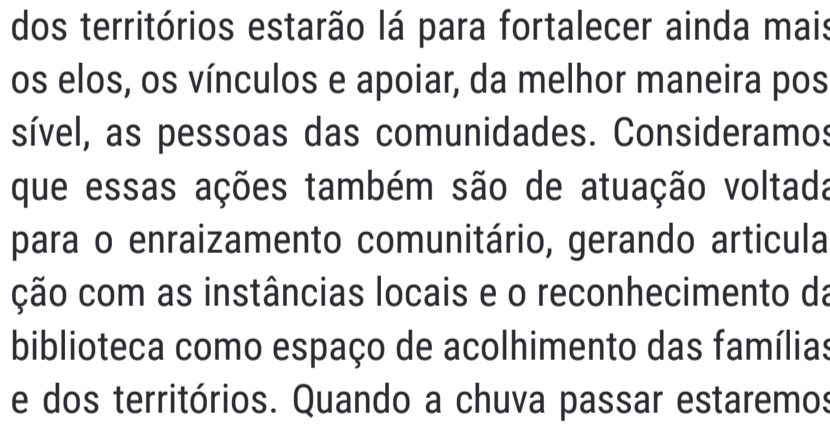 dos territórios estarão lá para fortalecer ainda mais
os elos, os vínculos e apoiar, da melhor maneira pos
sível, as pessoas das comunidades. Consideramos
que essas ações também são de atuação voltada
para o enraizamento comunitário, gerando articula
ção com as instâncias locais e o reconhecimento da
biblioteca como espaço de acolhimento das famílias
e dos territórios. Quando a chuva passar estaremos